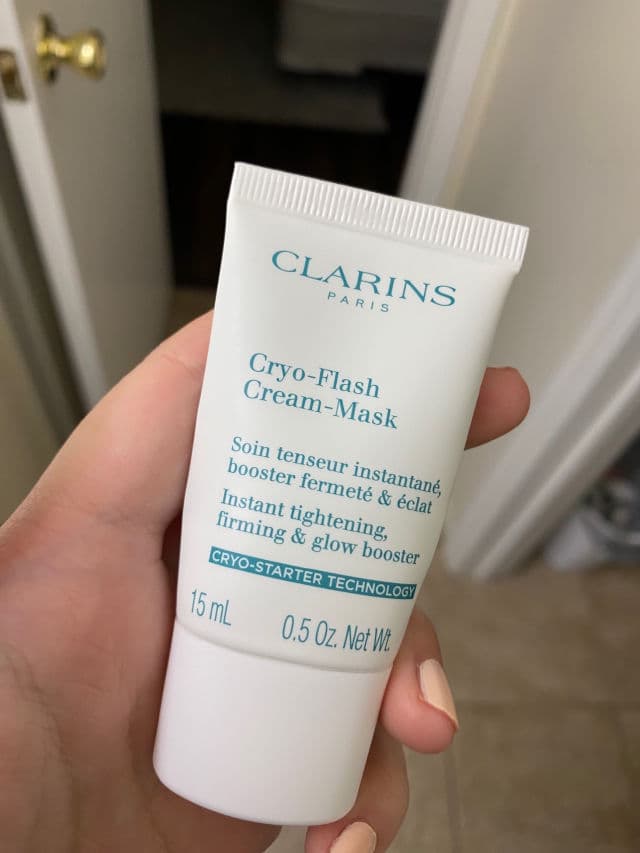 CLARINS
PARIS
Cryo-Flash
Cream-Mask
Soin tenseur instantané,
booster fermeté & éclat
Instant tightening,
firming & glow booster
CRYO-STARTER TECHNOLOGY
15 mL 0.5 Oz. Net Wt.